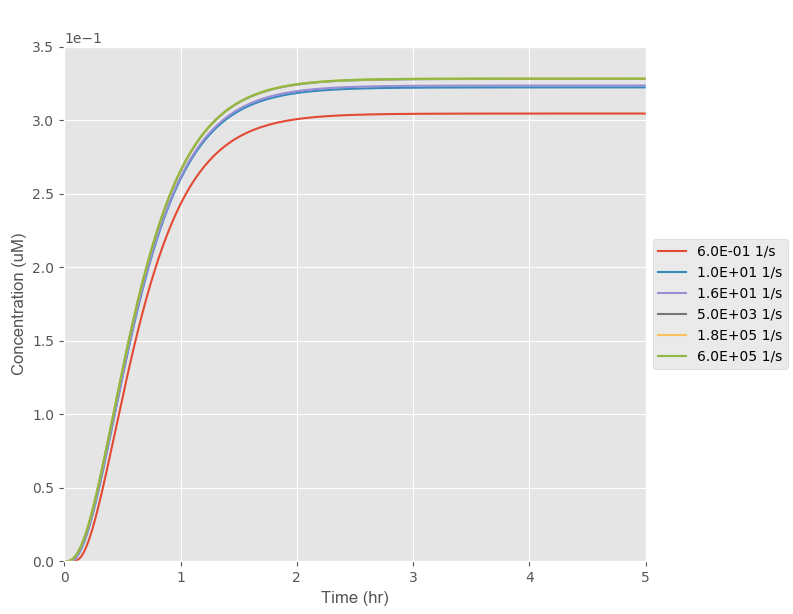 1e−1
3.5
3.0
2.5
2.0
1.5
1.0
0.5
0.0
Concentration (uM)
0 1 2 3 4 5
Time (hr)
6.0E-01 1/s
1.0E+01 1/s
1.6E+01 1/s
5.0E+03 1/s
1.8E+05 1/s
6.0E+05 1/s